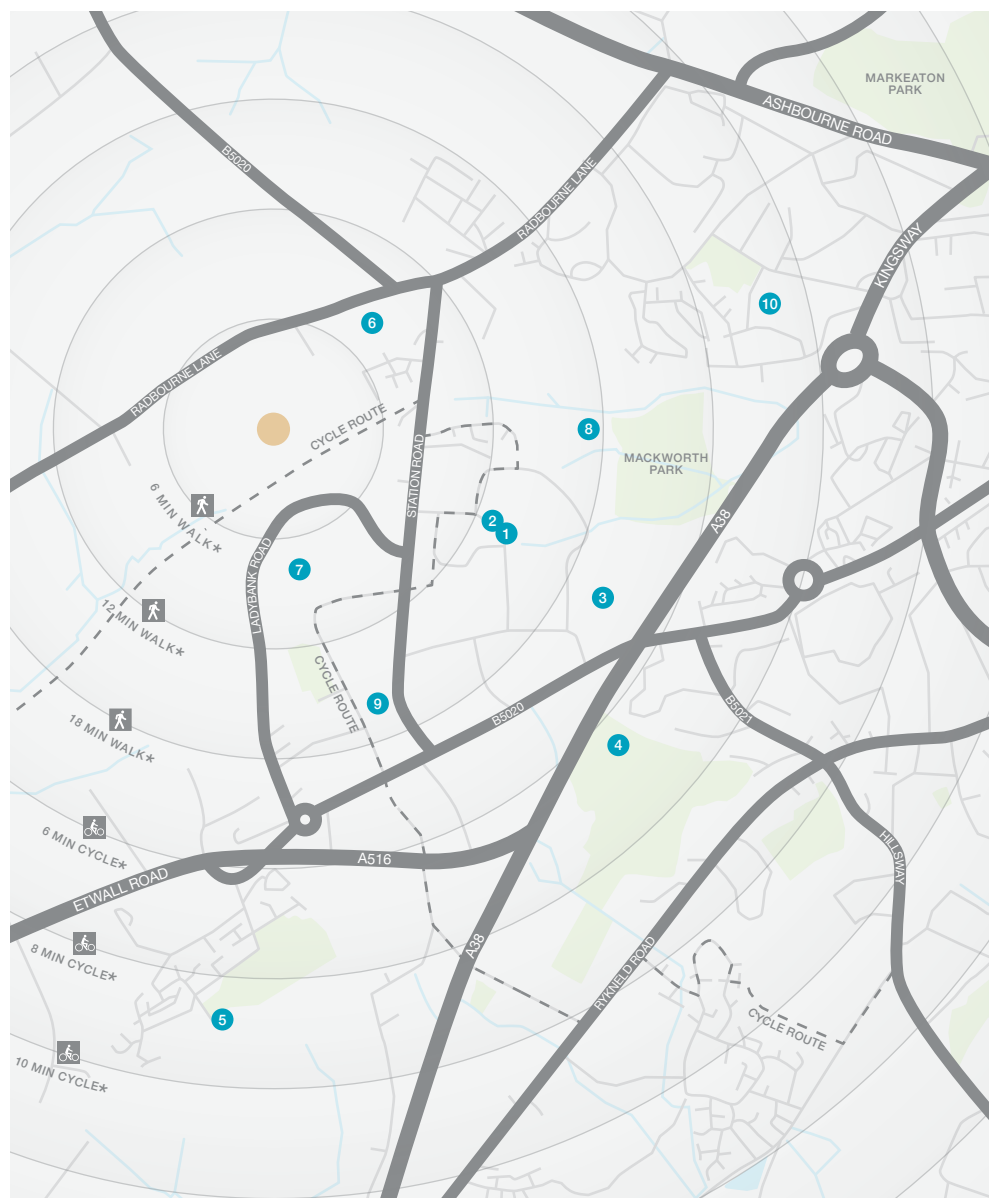 MARKEATON
PARK
ASHBOURNE ROAD
B5020
RADBOURNE LANE
KINGSWAY
10
6
RADBOURNE LANE
CYCLE ROUTE
8
STATION ROAD
MACKWORTH
PARK
6 MIN WALK*
2
1
A38
LADYBANK ROAD
7
3
12 MIN WALK*
CYCLE ROUTE
9
B5020
B5021
18 MIN WALK*
4
6 MIN CYCLE*
A516
HILLSWAY
ETWALL ROAD
8 MIN CYCLE*
A38
RYKNELD ROAD
5
CYCLE ROUTE
10 MIN CYCLE*